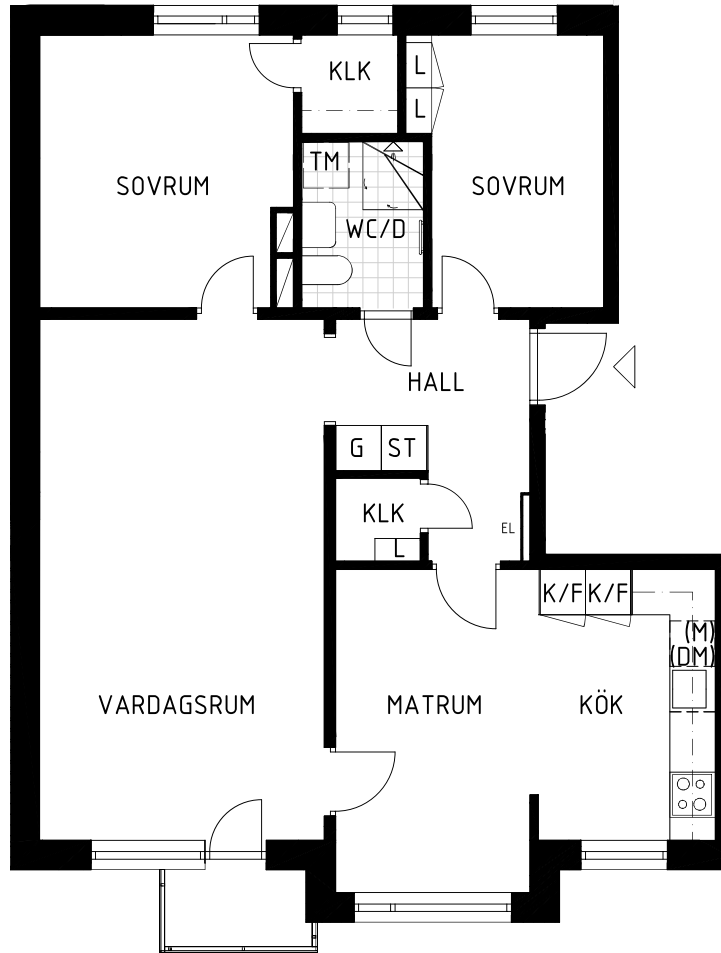 KLK
L
L
TM
SOVRUM
WC/D
SOVRUM
HALL
G
ST
KLK
EL
L
K/F
K/F
(M)
(DM)
VARDAGSRUM
MATRUM
KÖK